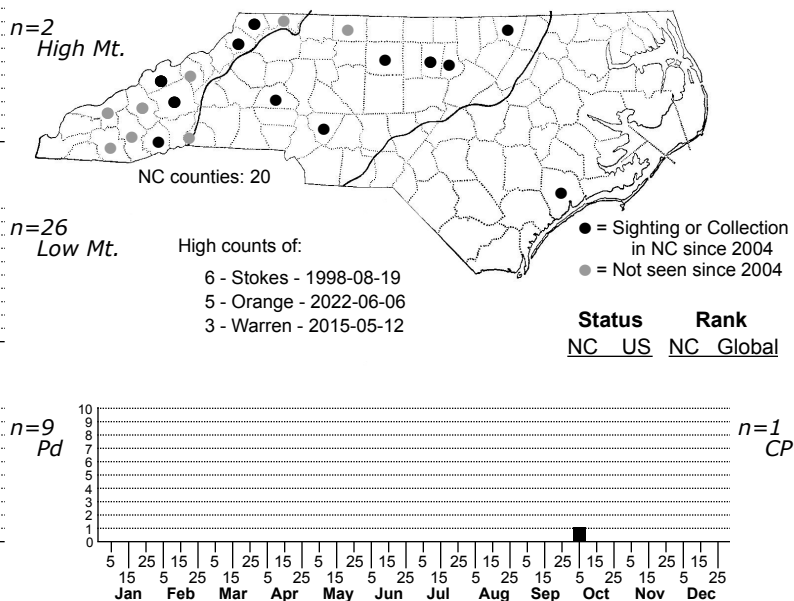 n=2
High Mt.
NC counties: 20
n=26
Low Mt.
High counts of:
6 - Stokes - 1998-08-19
5 - Orange - 2022-06-06
3 - Warren - 2015-05-12
● = Sighting or Collection
in NC since 2004
● = Not seen since 2004
Status Rank
NC US NC Global
n=9
Pd
n=1
CP
10
9
8
7
6
5
4
3
2
1
0
5 25 15 5 25 15 5 25 15 5 25 15 5 25 15 5 25 15
15 5 25 15 5 25 15 5 25 15 5 25 15 5 25 15 5 25
Jan Feb Mar Apr May Jun Jul Aug Sep Oct Nov Dec